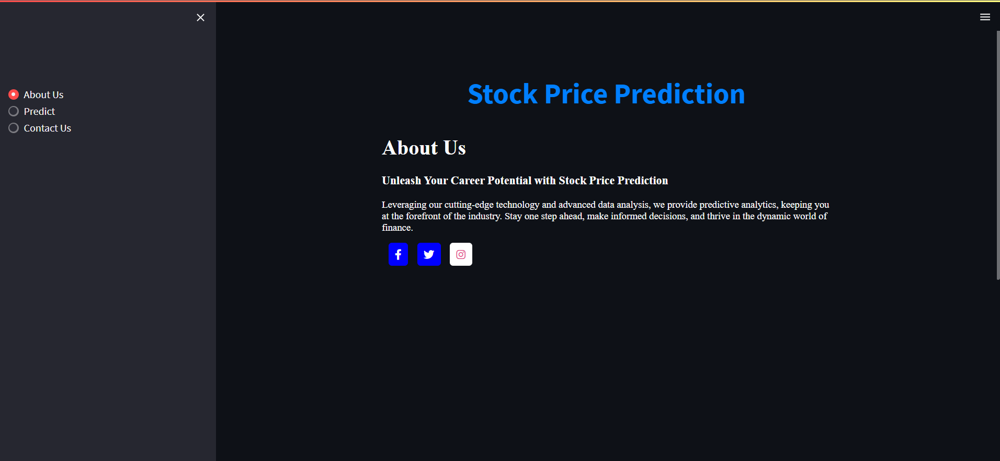 About Us
Predict
Contact Us
Stock Price Prediction
About Us
Unleash Your Career Potential with Stock Price Prediction
Leveraging our cutting-edge technology and advanced data analysis, we provide predictive analytics, keeping you
at the forefront of the industry. Stay one step ahead, make informed decisions, and thrive in the dynamic world of
finance.